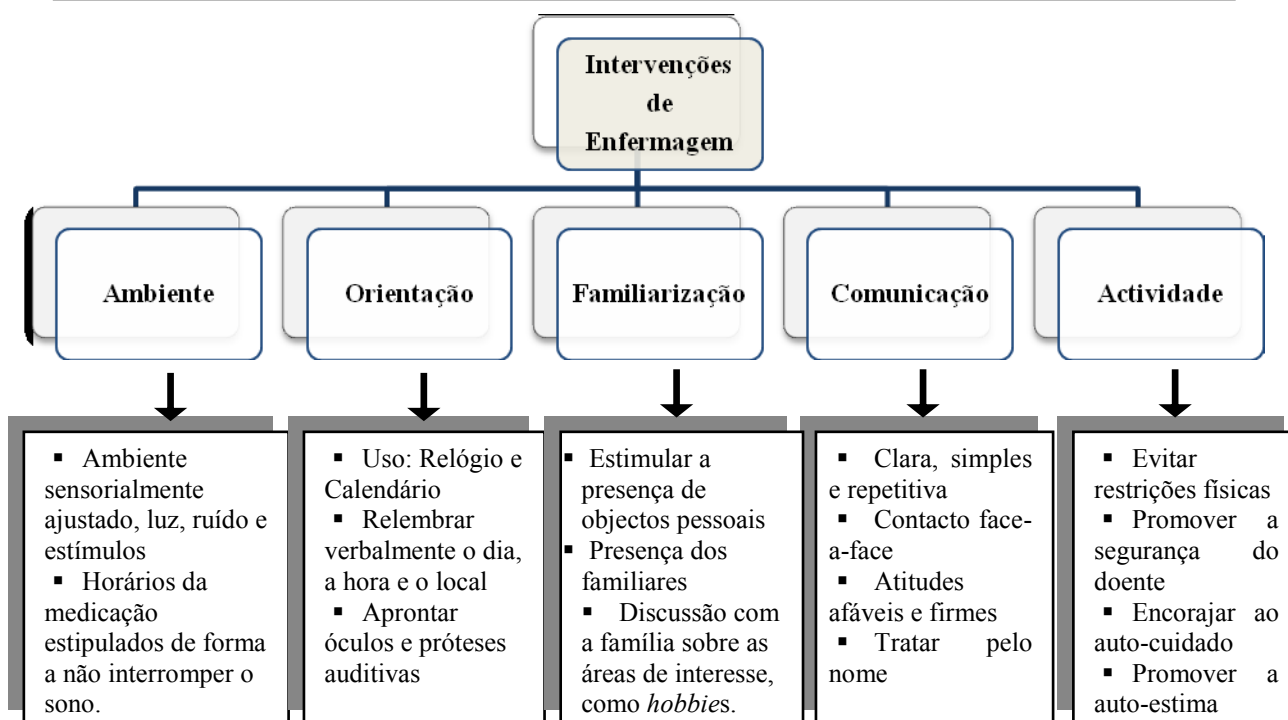 Intervenções
de
Enfermagem
Ambiente
Orientação
Familiarização
Comunicação
Actividade
▪ Ambiente
sensorialmente
ajustado, luz, ruído e
estímulos
▪ Horários da
medicação
estipulados de forma
a não interromper o
sono.
▪ Uso: Relógio e
Calendário
▪ Relembrar
verbalmente o dia,
a hora e o local
▪ Aprontar
óculos e próteses
auditivas
▪ Estimular a
presença de
objectos pessoais
▪ Presença dos
familiares
▪ Discussão com
a família sobre as
áreas de interesse,
como hobbies.
▪ Clara, simples
e repetitiva
▪ Contacto face-
a-face
▪ Atitudes
afáveis e firmes
▪ Tratar pelo
nome
▪ Evitar
restrições físicas
▪ Promover a
segurança do
doente
▪ Encorajar ao
auto-cuidado
▪ Promover a
auto-estima